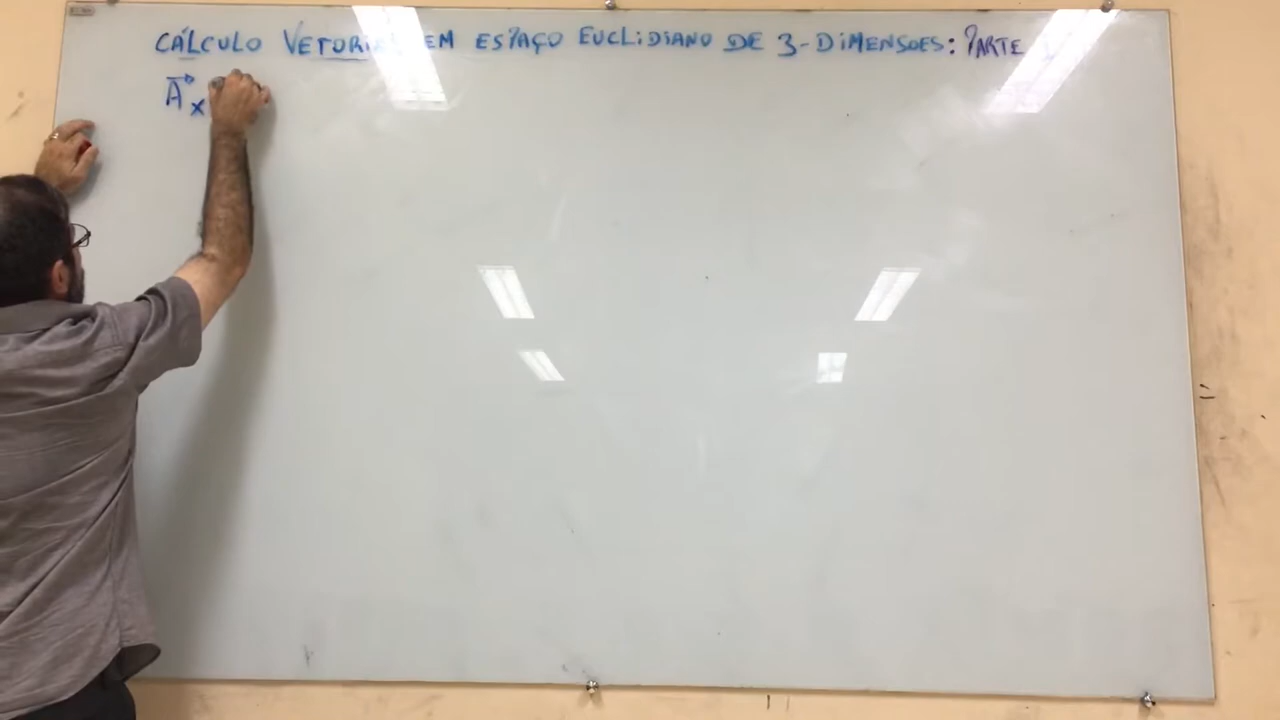 CÁLCULO VETORIAL EM ESPAÇO EUCLIDIANO DE 3-DIMENSOES: PARTE
A⃗ x